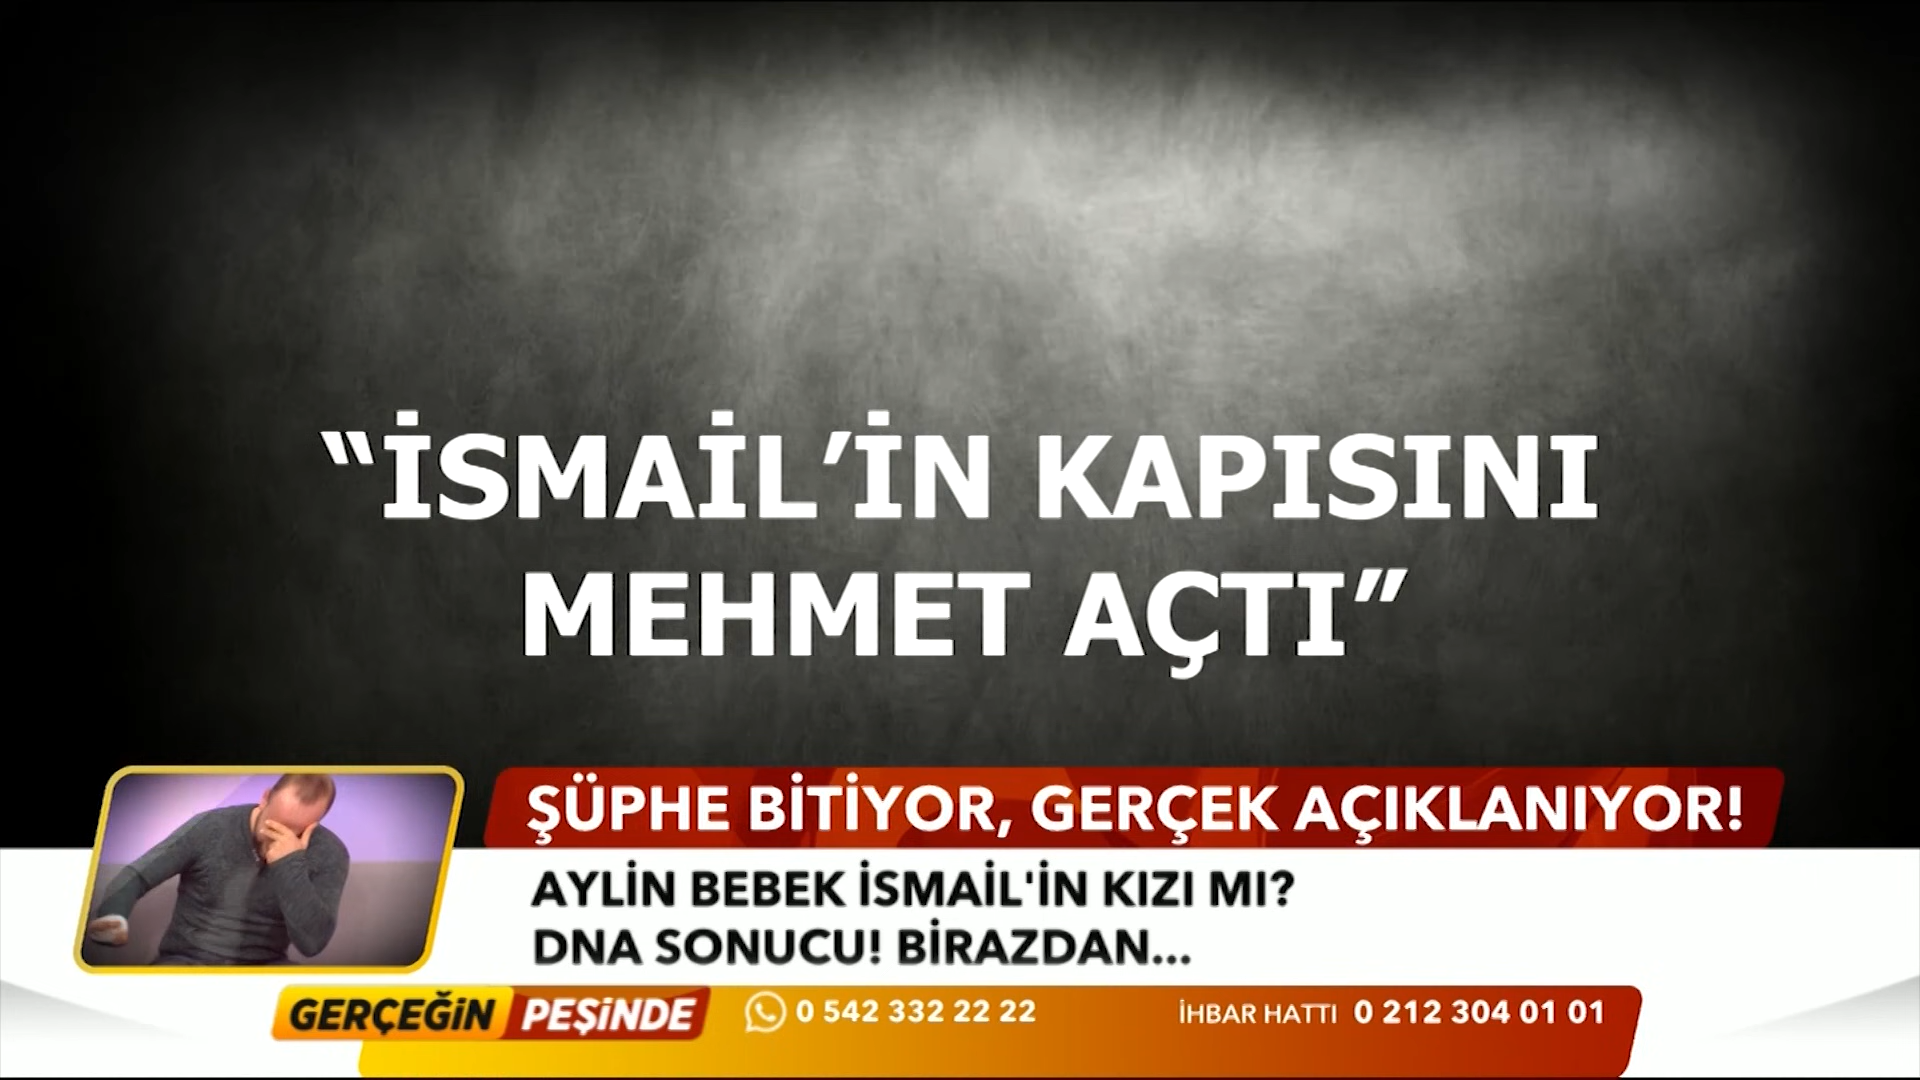 “İSMAİL’İN KAPISINI
MEHMET AÇTI”
ŞÜPHE BİTİYOR, GERÇEK AÇIKLANIYOR!
AYLİN BEBEK İSMAİL'İN KIZI MI?
DNA SONUCU! BİRAZDAN...
GERÇEĞİN PEŞİNDE 0 542 332 22 22 İHBAR HATTI 0 212 304 01 01